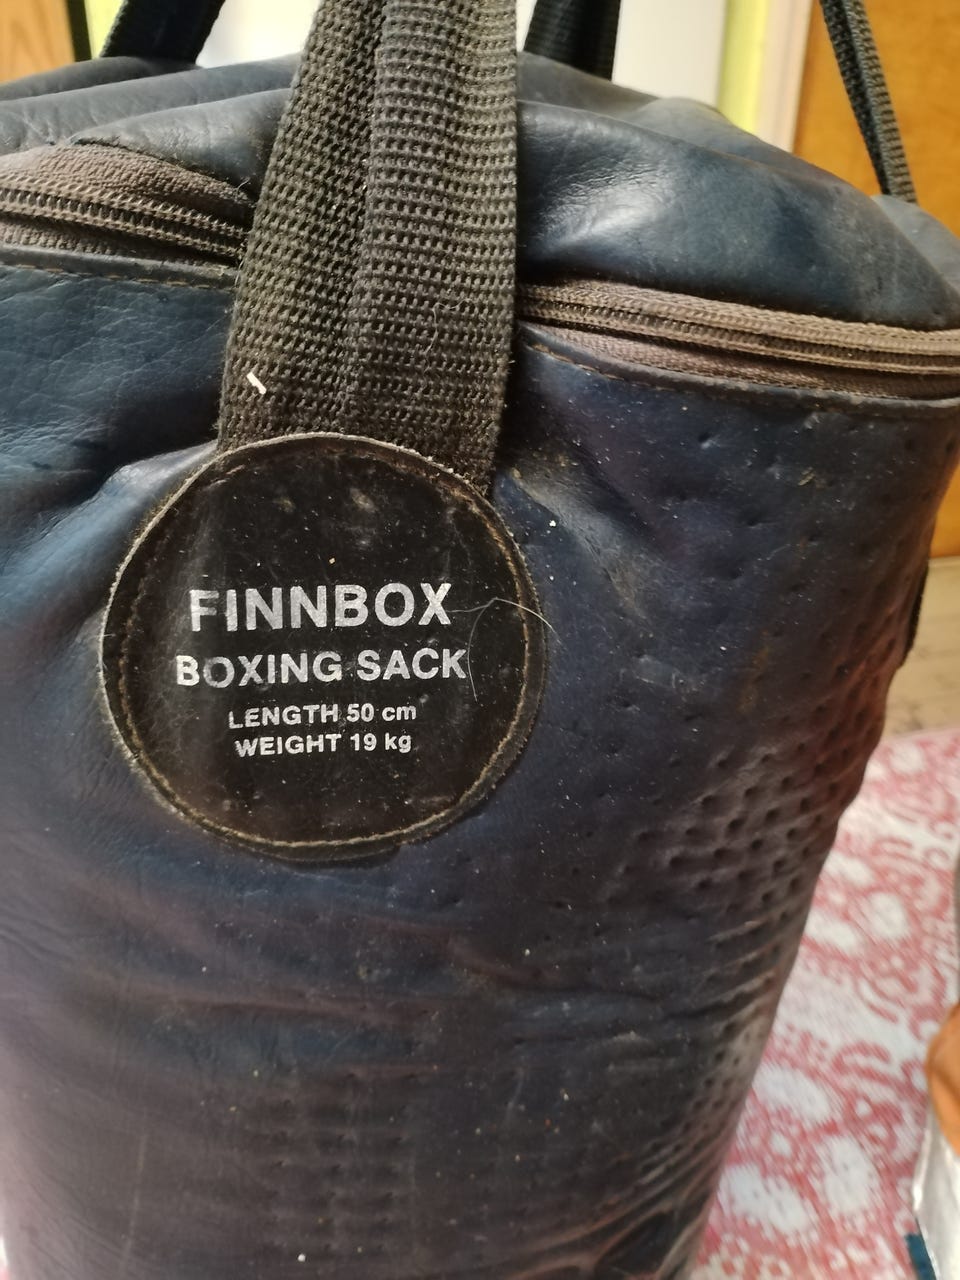 FINNBOX
BOXING SACK
LENGTH 50 cm
WEIGHT 19 kg